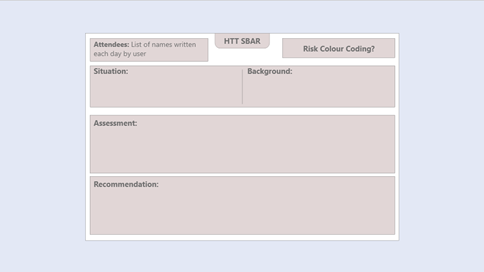 HTT SBAR
Attendees: List of names written
each day by user
Risk Colour Coding?
Situation:
Background:
Assessment:
Recommendation: